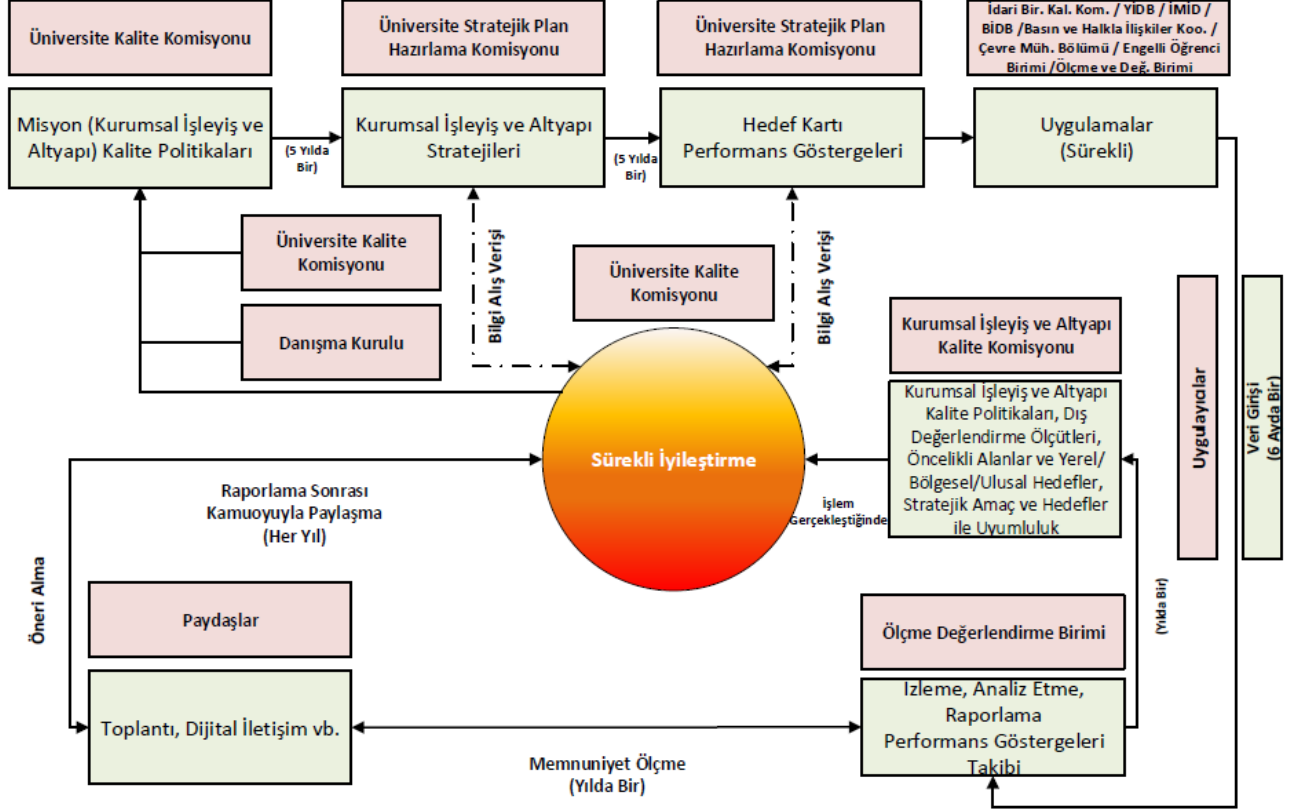 Üniversite Kalite Komisyonu
Üniversite Stratejik Plan
Hazırlama Komisyonu
Üniversite Stratejik Plan
Hazırlama Komisyonu
İdari Bir. Kal. Kom. / YİDB / İMİD /
BİDB /Basın ve Halkla İlişkiler Koo. /
Çevre Müh. Bölümü / Engelli Öğrenci
Birimi /Ölçme ve Değ. Birimi
Misyon (Kurumsal İşleyiş ve
Altyapı) Kalite Politikaları
(5 Yılda
Bir)
Kurumsal İşleyiş ve Altyapı
Stratejileri
(5 Yılda
Bir)
Hedef Kartı
Performans Göstergeleri
Uygulamalar
(Sürekli)
Üniversite Kalite
Komisyonu
Danışma Kurulu
Bilgi Alış Verişi
Üniversite Kalite
Komisyonu
Bilgi Alış Verişi
Kurumsal İşleyiş ve Altyapı
Kalite Komisyonu
Kurumsal İşleyiş ve Altyapı
Kalite Politikaları, Dış
Değerlendirme Ölçütleri,
Öncelikli Alanlar ve Yerel/
Bölgesel/Ulusal Hedefler,
Stratejik Amaç ve Hedefler
ile Uyumluluk
Uygulayıcılar
Veri Girişi
(6 Ayda Bir)
Sürekli İyileştirme
İşlem
Gerçekleştiğinde
Raporlama Sonrası
Kamuoyuyla Paylaşma
(Her Yıl)
Öneri Alma
Paydaşlar
Toplantı, Dijital İletişim vb.
Memnuniyet Ölçme
(Yılda Bir)
Ölçme Değerlendirme Birimi
İzleme, Analiz Etme,
Raporlama
Performans Göstergeleri
Takibi
(Yılda Bir)